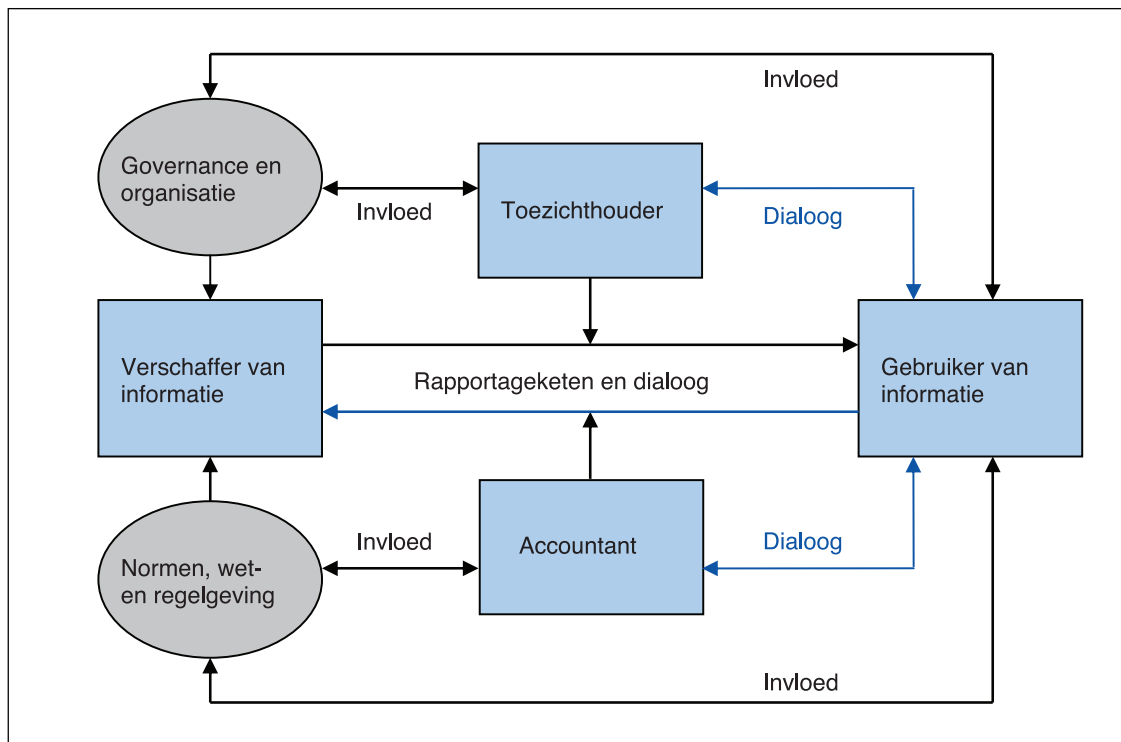 Invloed
Governance en
organisatie
Invloed
Toezichthouder
Dialoog
Verschaffer van
informatie
Rapportageketen en dialoog
Gebruiker van
informatie
Normen, wet-
en regelgeving
Invloed
Accountant
Dialoog
Invloed